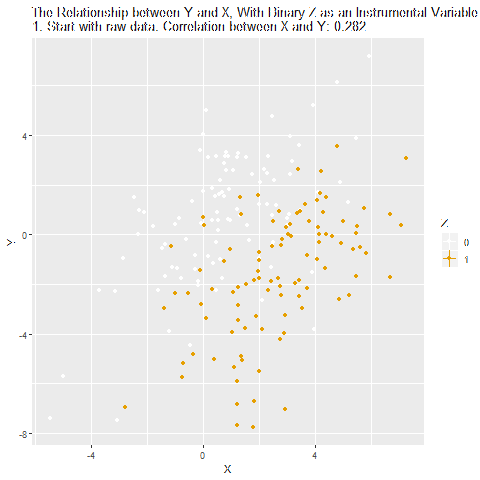 The Relationship between Y and X, With Binary Z as an Instrumental Variable
1. Start with raw data. Correlation between X and Y: 0.282
4
0
-4
-8
Y
-4
0
4
X
Z
0
1